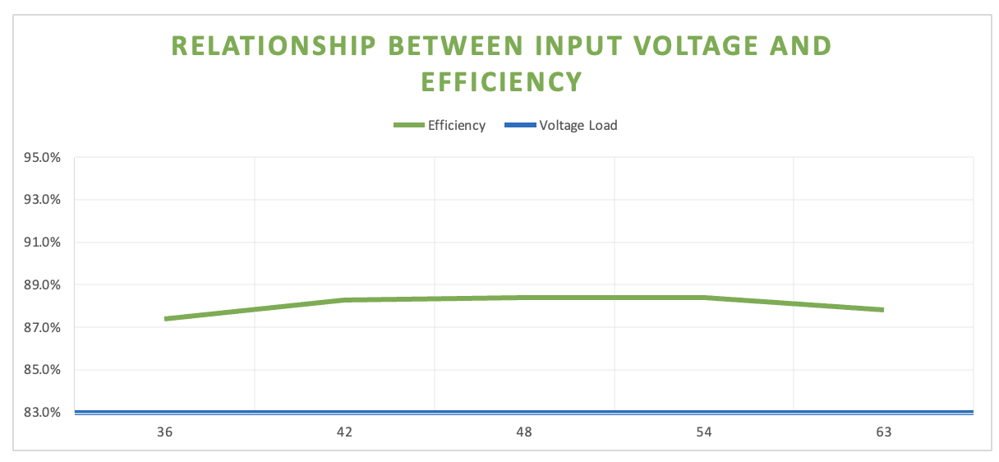 RELATIONSHIP BETWEEN INPUT VOLTAGE AND
EFFICIENCY
Efficiency Voltage Load
95.0%
93.0%
91.0%
89.0%
87.0%
85.0%
83.0%
36 42 48 54 63